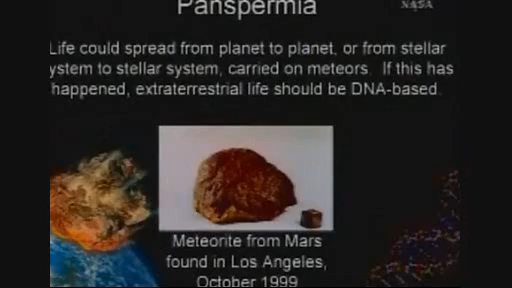 Panspermia
NASA
Life could spread from planet to planet, or from stellar
ystem to stellar system, carried on meteors. If this has
happened, extraterrestrial life should be DNA-based.
Meteorite from Mars
found in Los Angeles,
October 1999